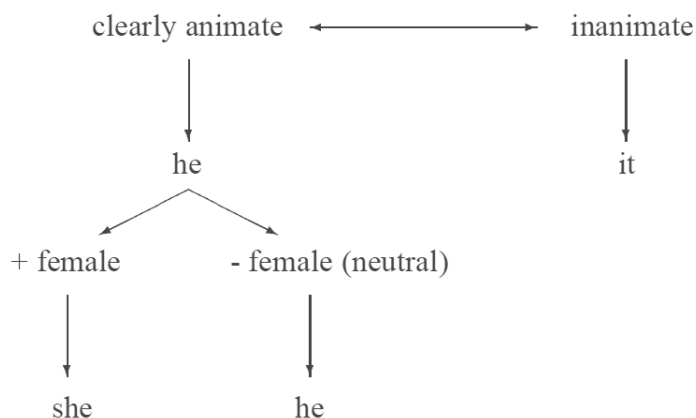 clearly animate inanimate
he it
+ female - female (neutral)
she he